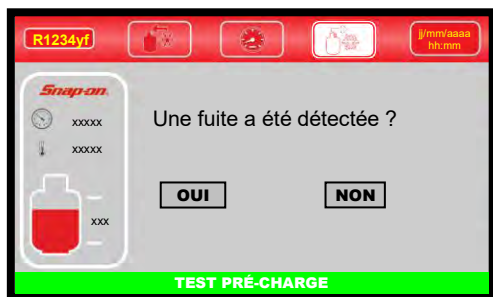 R1234yf
jj/mm/aaaa
hh:mm
Snap-on
xxxxx
xxxxx
xxx
Une fuite a été détectée ?
OUI
NON
TEST PRÉ-CHARGE